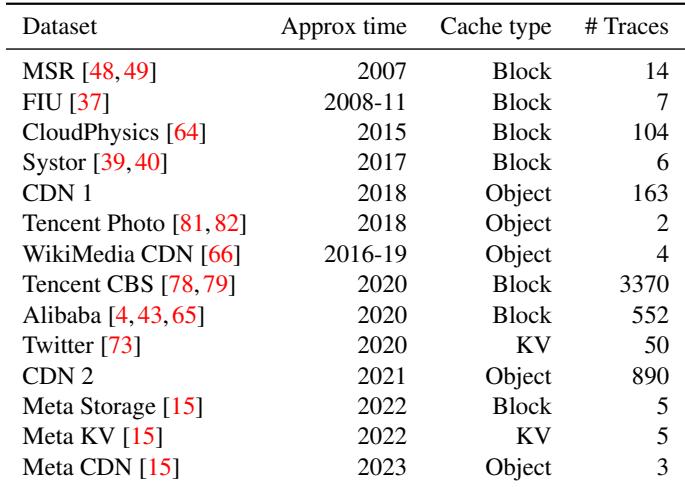 Dataset Approx time Cache type # Traces
MSR [48,49] 2007 Block 14
FIU [37] 2008-11 Block 7
CloudPhysics [64] 2015 Block 104
Systor [39,40] 2017 Block 6
CDN 1 2018 Object 163
Tencent Photo [81,82] 2018 Object 2
WikiMedia CDN [66] 2016-19 Object 4
Tencent CBS [78,79] 2020 Block 3370
Alibaba [4,43,65] 2020 Block 552
Twitter [73] 2020 KV 50
CDN 2 2021 Object 890
Meta Storage [15] 2022 Block 5
Meta KV [15] 2022 KV 5
Meta CDN [15] 2023 Object 3